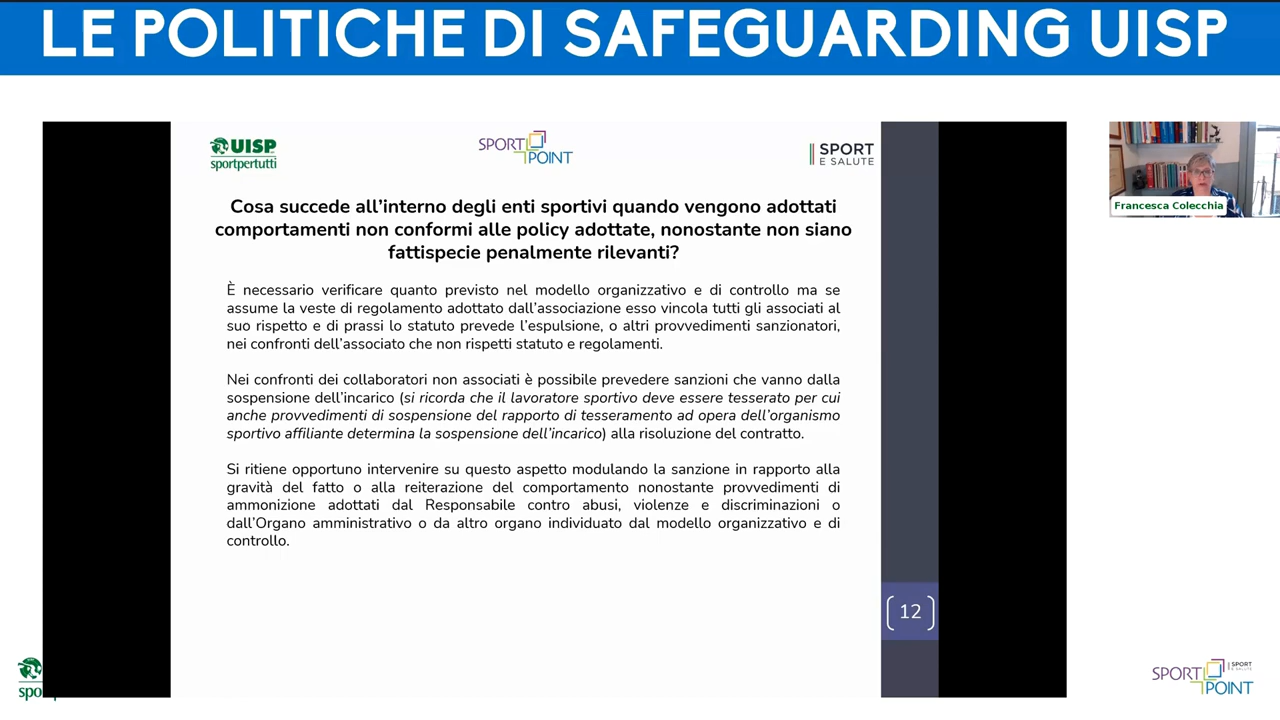 LE POLITICHE DI SAFEGUARDING UISP
UISP
sportpertutti
SPORT
POINT
SPORT
E SALUTE
Cosa succede all'interno degli enti sportivi quando vengono adottati
comportamenti non conformi alle policy adottate, nonostante non siano
fattispecie penalmente rilevanti?
È necessario verificare quanto previsto nel modello organizzativo e di controllo ma se
assume la veste di regolamento adottato dall'associazione esso vincola tutti gli associati al
suo rispetto e di prassi lo statuto prevede l'espulsione, o altri provvedimenti sanzionatori,
nei confronti dell'associato che non rispetti statuto e regolamenti.
Nei confronti dei collaboratori non associati è possibile prevedere sanzioni che vanno dalla
sospensione dell'incarico (si ricorda che il lavoratore sportivo deve essere tesserato per cui
anche provvedimenti di sospensione del rapporto di tesseramento ad opera dell'organismo
sportivo affiliante determina la sospensione dell'incarico) alla risoluzione del contratto.
Si ritiene opportuno intervenire su questo aspetto modulando la sanzione in rapporto alla
gravità del fatto o alla reiterazione del comportamento nonostante provvedimenti di
ammonizione adottati dal Responsabile contro abusi, violenze e discriminazioni o
dall'Organo amministrativo o da altro organo individuato dal modello organizzativo e di
controllo.
12
Francesca Colecchia
spo
SPORT
POINT
SPORT
E SALUTE